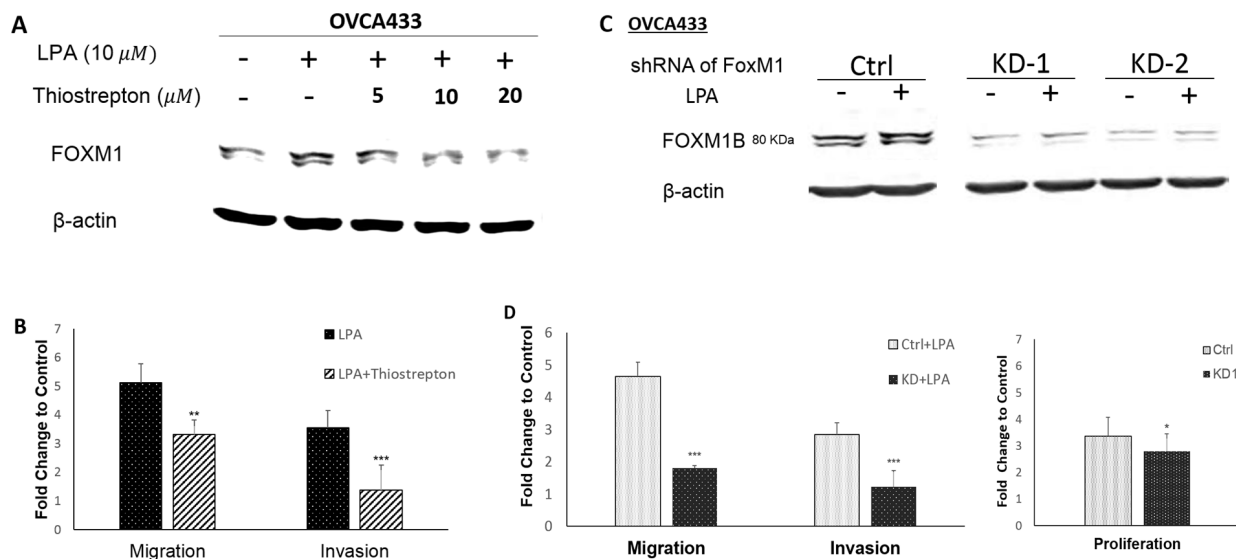 A
OVCA433
LPA (10 μM) - + + + +
Thiostrepton (μM) - - 5 10 20
FOXM1
β-actin
C OVCA433
shRNA of FoxM1 Ctrl KD-1 KD-2
LPA - + - + - +
FOXM1B 80 KDa
β-actin
B
Fold Change to Control
7
6
5
4
3
2
1
0
LPA
LPA+Thiostrepton
**
***
Migration Invasion
D
Fold Change to Control
6
5
4
3
2
1
0
Ctrl+LPA
KD+LPA
***
***
Migration Invasion
Fold Change to Control
7
6
5
4
3
2
1
0
Ctrl
KD1
*
Proliferation